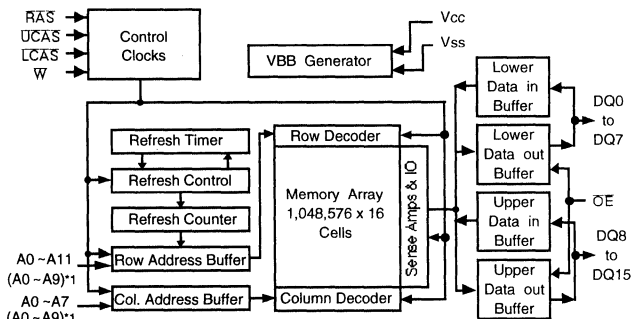 RAS
UCAS
LCAS
W
Control
Clocks
VBB Generator
Vcc
Vss
Lower
Data in
Buffer
Lower
Data out
Buffer
DQ0
to
DQ7
OE
Upper
Data in
Buffer
Upper
Data out
Buffer
DQ8
to
DQ15
Refresh Timer
Refresh Control
Refresh Counter
Row Address Buffer
Col. Address Buffer
Row Decoder
Memory Array
1,048,576 x 16
Cells
Column Decoder
Sense Amps & IO
A0 ~A11
(A0 ~A9)*1
A0 ~A7
(A0 ~A9)*1